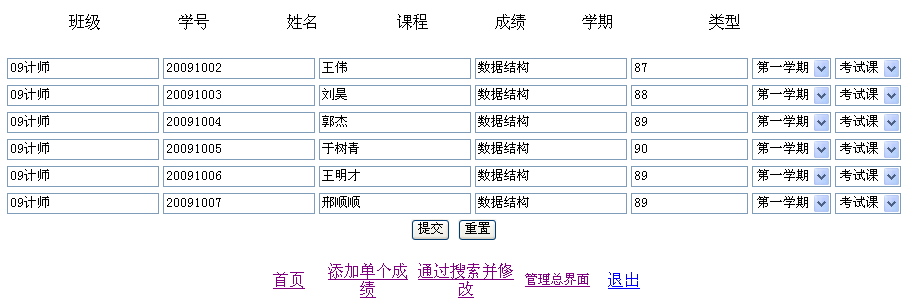 班级 学号 姓名 课程 成绩 学期 类型
09计师 20091002 王伟 数据结构 87 第一学期 考试课
09计师 20091003 刘昊 数据结构 88 第一学期 考试课
09计师 20091004 郭杰 数据结构 89 第一学期 考试课
09计师 20091005 于树青 数据结构 90 第一学期 考试课
09计师 20091006 王明才 数据结构 89 第一学期 考试课
09计师 20091007 邢顺顺 数据结构 89 第一学期 考试课
提交 重置
首页 添加单个成 通过搜索并修 管理总界面 退出
绩 改